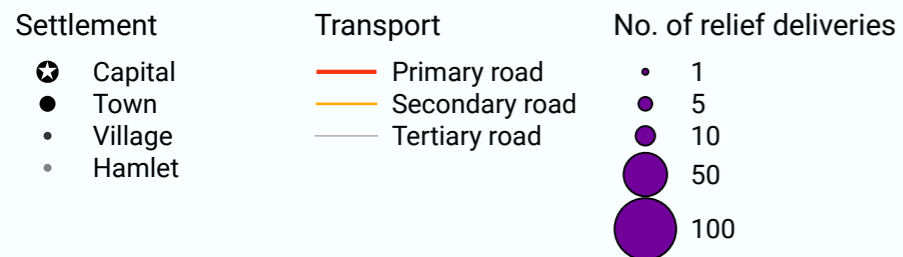 Settlement
Capital
Town
Village
Hamlet
Transport
Primary road
Secondary road
Tertiary road
No. of relief deliveries
1
5
10
50
100